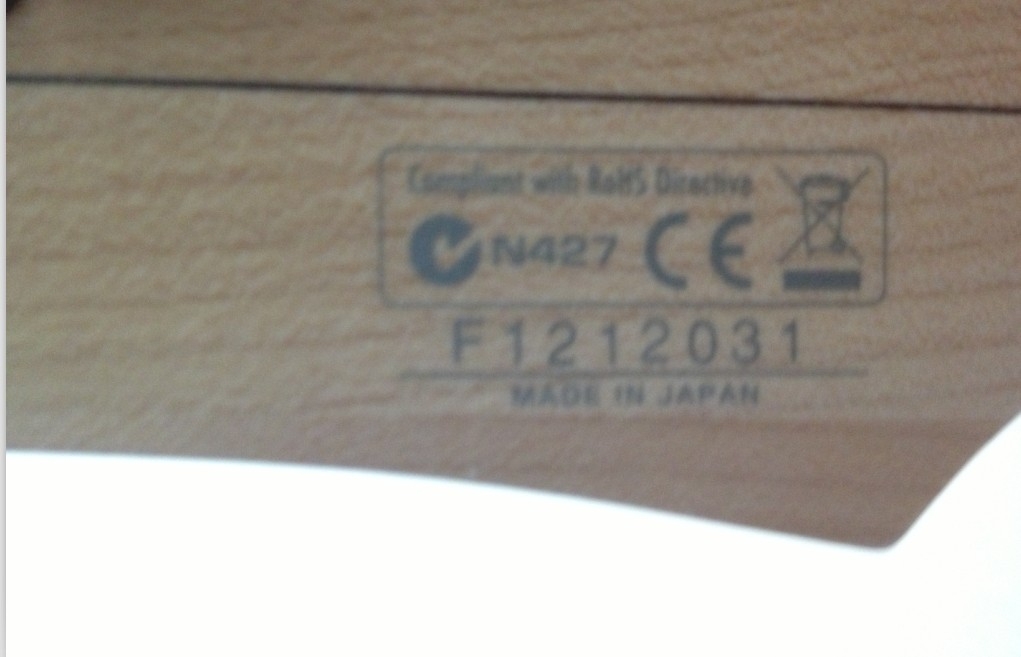 Compliant with RoHS Directive
N427 CE
F1212031
MADE IN JAPAN